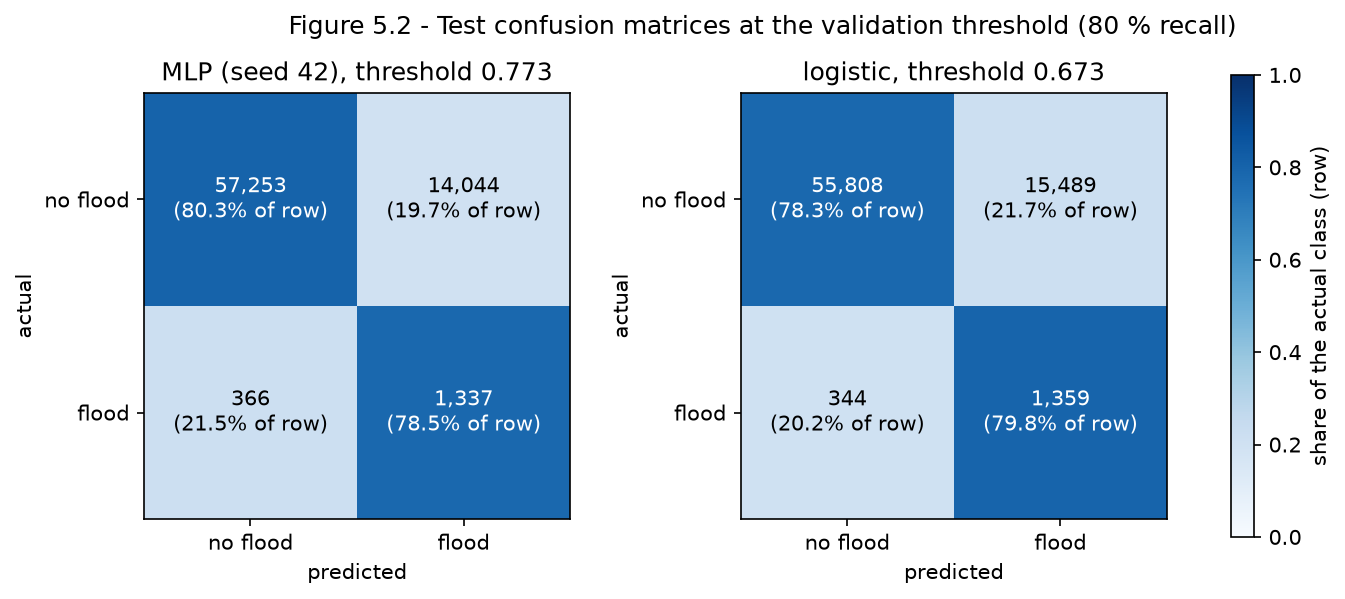 Figure 5.2 - Test confusion matrices at the validation threshold (80 % recall)
MLP (seed 42), threshold 0.773
actual
no flood
flood
57,253
(80.3% of row)
14,044
(19.7% of row)
366
(21.5% of row)
1,337
(78.5% of row)
no flood
flood
predicted
logistic, threshold 0.673
actual
no flood
flood
55,808
(78.3% of row)
15,489
(21.7% of row)
344
(20.2% of row)
1,359
(79.8% of row)
no flood
flood
predicted
1.0
0.8
0.6
0.4
0.2
0.0
share of the actual class (row)